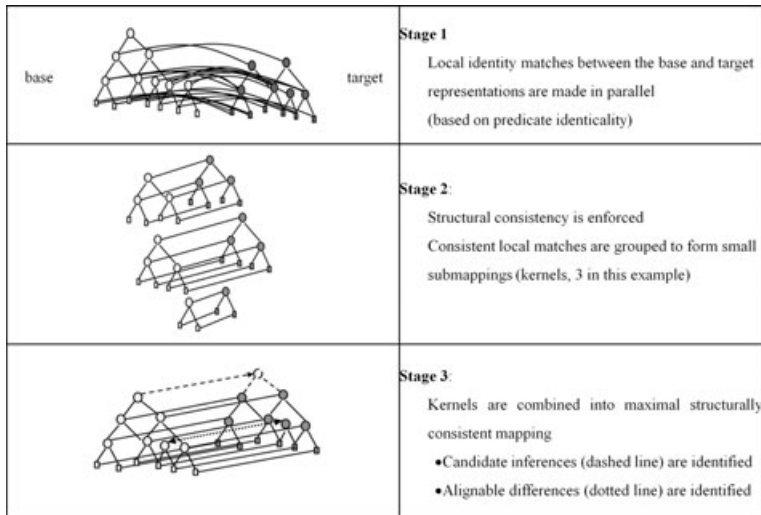 base
target
Stage 1
Local identity matches between the base and target
representations are made in parallel
(based on predicate identicality)
Stage 2:
Structural consistency is enforced
Consistent local matches are grouped to form small
submappings (kernels, 3 in this example)
Stage 3:
Kernels are combined into maximal structurally
consistent mapping
●Candidate inferences (dashed line) are identified
●Alignable differences (dotted line) are identified